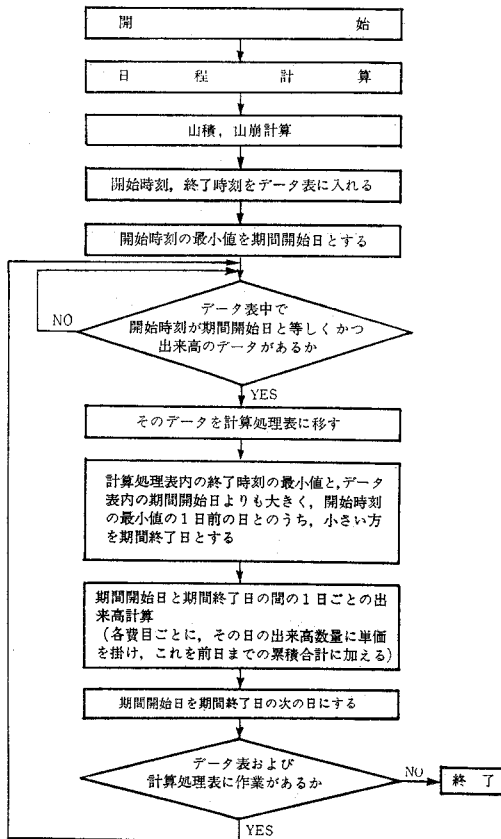 開始
日程計算
山積，山崩計算
開始時刻，終了時刻をデータ表に入れる
開始時刻の最小値を期間開始日とする
データ表中で
開始時刻が期間開始日と等しくかつ
出来高のデータがあるか
NO
YES
そのデータを計算処理表に移す
計算処理表内の終了時刻の最小値と，データ
表内の期間開始日よりも大きく，開始時刻
の最小値の１日前の日とのうち，小さい方
を期間終了日とする
期間開始日と期間終了日の間の１日ごとの出
来高計算
（各費目ごとに，その日の出来高数量に単価
を掛け，これを前日までの累積合計に加える）
期間開始日を期間終了日の次の日にする
データ表および
計算処理表に作業があるか
NO
終了
YES